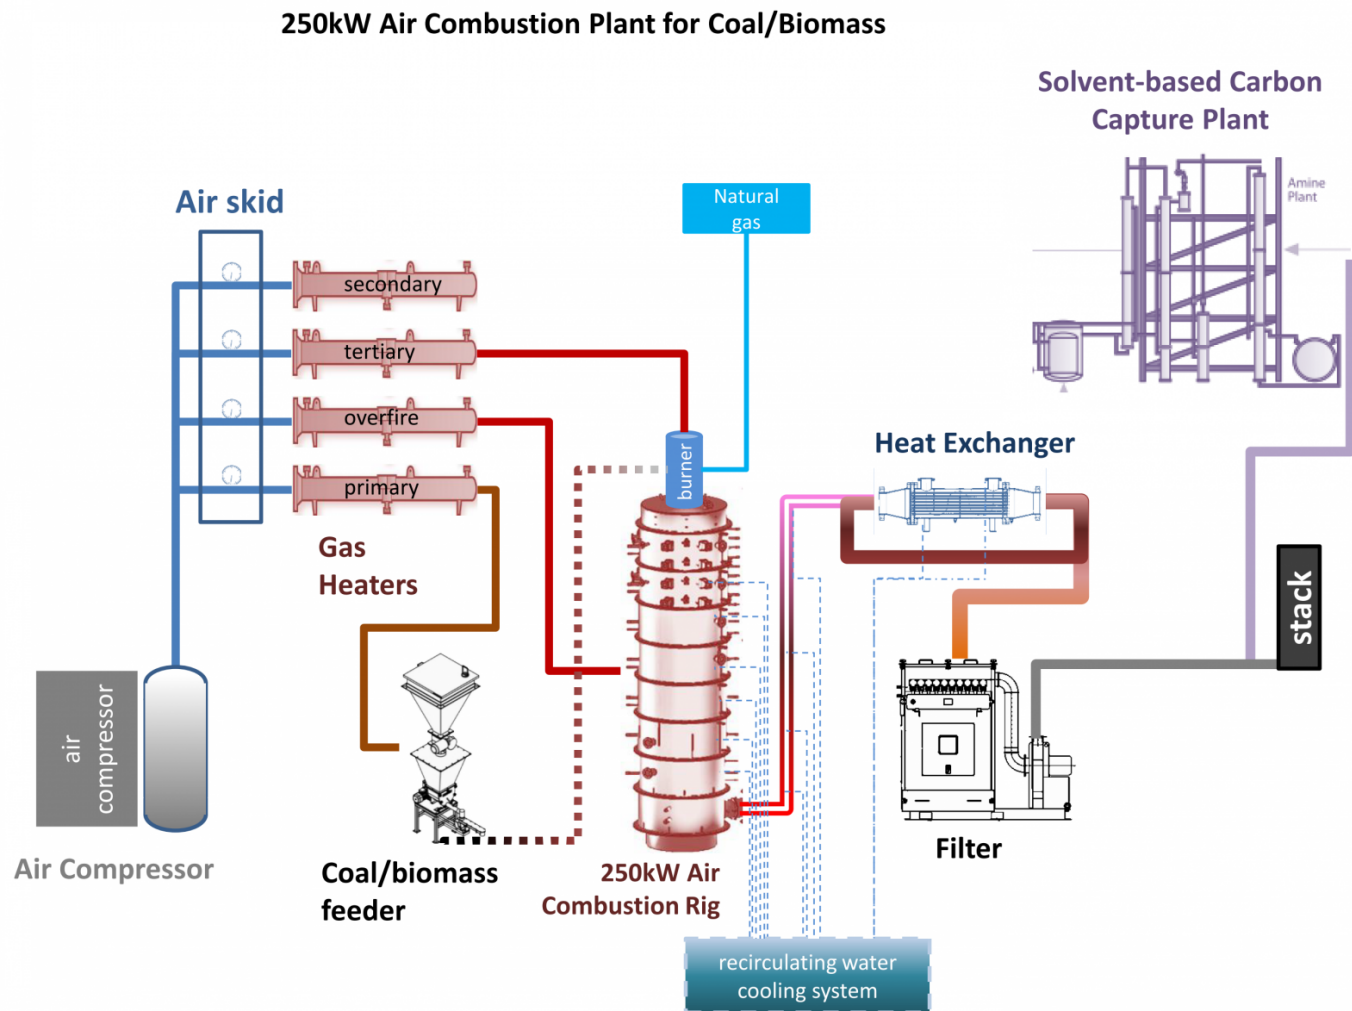 250kW Air Combustion Plant for Coal/Biomass
Solvent-based Carbon
Capture Plant
Amine
Plant
Air skid
Natural
gas
secondary
tertiary
overfire
primary
burner
Heat Exchanger
Gas
Heaters
stack
air
compressor
Air Compressor
Coal/biomass
feeder
250kW Air
Combustion Rig
Filter
recirculating water
cooling system